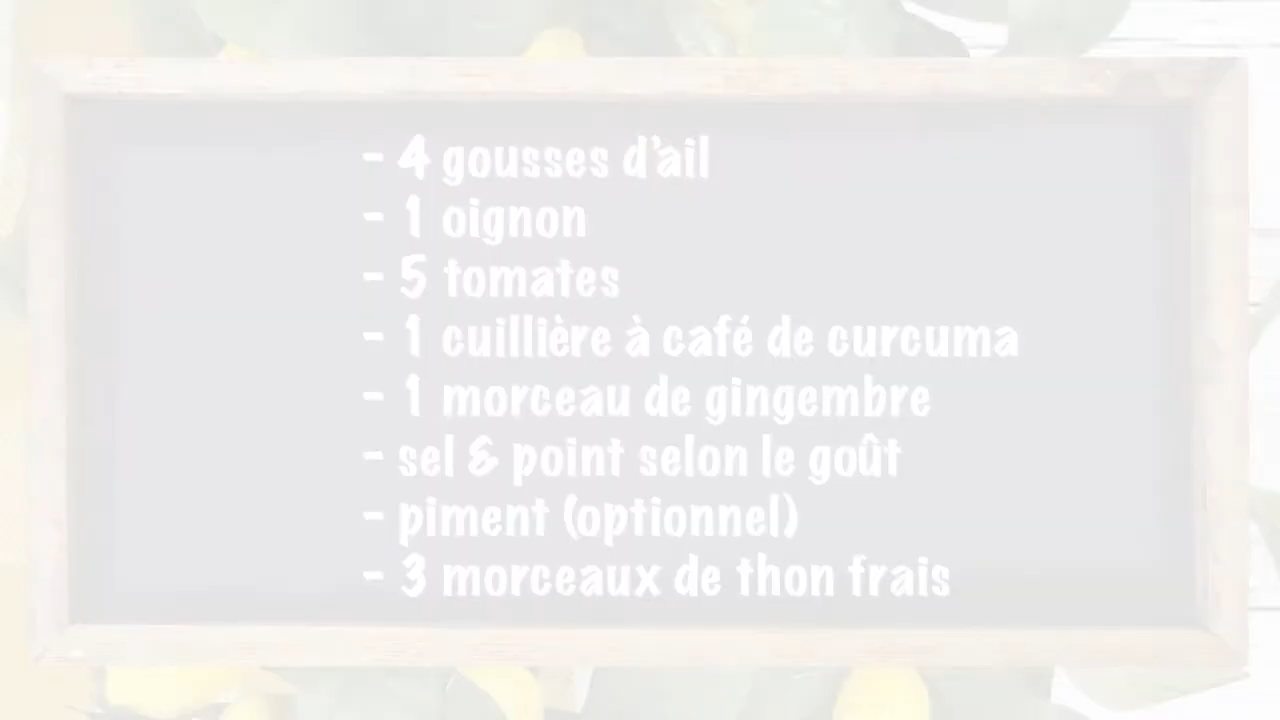 - 4 gousses d'ail
- 1 oignon
- 5 tomates
- 1 cuillière à café de curcuma
- 1 morceau de gingembre
- sel & point selon le goût
- piment (optionnel)
- 3 morceaux de thon frais